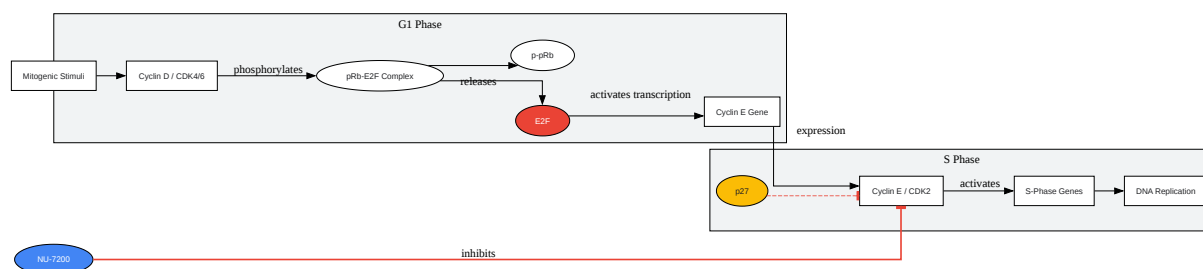 G1 Phase
Mitogenic Stimuli
Cyclin D / CDK4/6
phosphorylates
pRb-E2F Complex
p-pRb
releases
E2F
activates transcription
Cyclin E Gene
expression
S Phase
p27
Cyclin E / CDK2
activates
S-Phase Genes
DNA Replication
NU-7200
inhibits